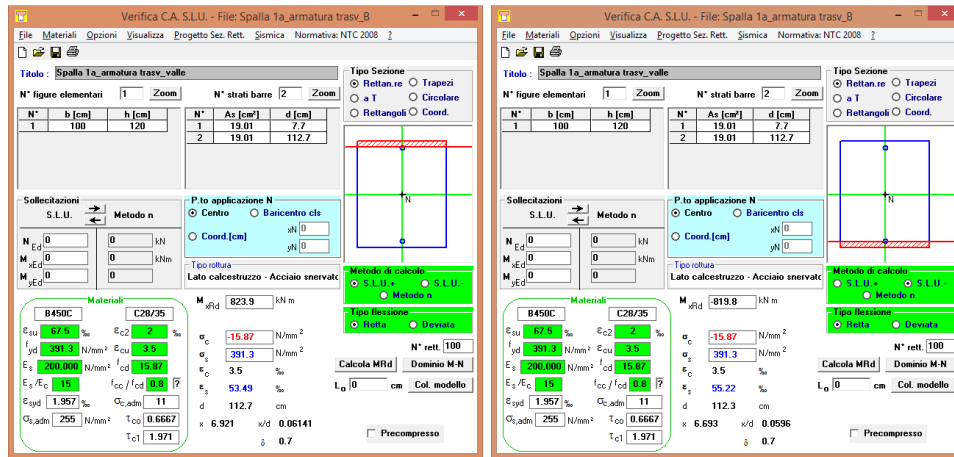 Verifica C.A. S.L.U. - File: Spalla 1a_armatura trasv_B
File Materiali Opzioni Visualizza Progetto Sez. Rett. Sismica Normativa: NTC 2008 ?
Titolo : Spalla 1a_armatura trasv_valle
N° figure elementari 1 Zoom N° strati barre 2 Zoom
N° b [cm] h [cm]
1 100 120
N° As [cm²] d [cm]
1 19.01 7.7
2 19.01 112.7
Tipo Sezione
Rettan.re Trapezi
a T Circolare
Rettangoli Coord.
N
Sollecitazioni
S.L.U. Metodo n
N Ed 0 0 kN
M xEd 0 0 kNm
M yEd 0 0
P.to applicazione N
Centro Baricentro cls
Coord.[cm] xN 0
yN 0
Tipo rottura
Lato calcestruzzo - Acciaio snervato
Metodo di calcolo
S.L.U.+ S.L.U.-
Metodo n
Tipo flessione
Retta Deviata
N° rett. 100
Calcola MRd Dominio M-N
L₀ 0 cm Col. modello
Precompresso
Materiali
B450C C28/35
εsu 67.5 ‰ εc2 2 ‰
fyd 391.3 N/mm² εcu 3.5
Es 200,000 N/mm² fcd 15.87
Es /Ec 15 fcc / fcd 0.8 ?
εsyd 1.957 ‰ σc,adm 11
σs,adm 255 N/mm² τco 0.6667
τc1 1.971
M xRd 823.9 kN m
σc -15.87 N/mm²
σs 391.3 N/mm²
εc 3.5 ‰
εs 53.49 ‰
d 112.7 cm
x 6.921 x/d 0.06141
δ 0.7
Verifica C.A. S.L.U. - File: Spalla 1a_armatura trasv_B
File Materiali Opzioni Visualizza Progetto Sez. Rett. Sismica Normativa: NTC 2008 ?
Titolo : Spalla 1a_armatura trasv_valle
N° figure elementari 1 Zoom N° strati barre 2 Zoom
N° b [cm] h [cm]
1 100 120
N° As [cm²] d [cm]
1 19.01 7.7
2 19.01 112.7
Tipo Sezione
Rettan.re Trapezi
a T Circolare
Rettangoli Coord.
N
Sollecitazioni
S.L.U. Metodo n
N Ed 0 0 kN
M xEd 0 0 kNm
M yEd 0 0
P.to applicazione N
Centro Baricentro cls
Coord.[cm] xN 0
yN 0
Tipo rottura
Lato calcestruzzo - Acciaio snervato
Metodo di calcolo
S.L.U.+ S.L.U.-
Metodo n
Tipo flessione
Retta Deviata
N° rett. 100
Calcola MRd Dominio M-N
L₀ 0 cm Col. modello
Precompresso
Materiali
B450C C28/35
εsu 67.5 ‰ εc2 2 ‰
fyd 391.3 N/mm² εcu 3.5
Es 200,000 N/mm² fcd 15.87
Es /Ec 15 fcc / fcd 0.8 ?
εsyd 1.957 ‰ σc,adm 11
σs,adm 255 N/mm² τco 0.6667
τc1 1.971
M xRd -819.8 kN m
σc -15.87 N/mm²
σs 391.3 N/mm²
εc 3.5 ‰
εs 55.22 ‰
d 112.3 cm
x 6.693 x/d 0.0596
δ 0.7